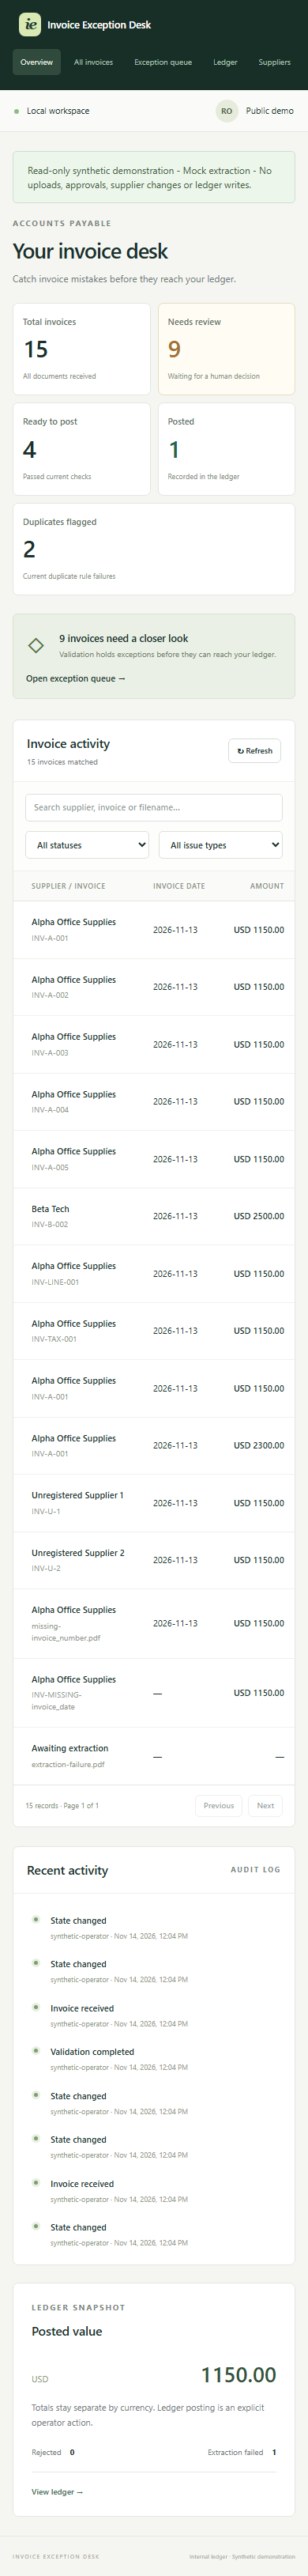 ie Invoice Exception Desk
Overview All invoices Exception queue Ledger Suppliers
Local workspace RO Public demo
Read-only synthetic demonstration - Mock extraction - No
uploads, approvals, supplier changes or ledger writes.
ACCOUNTS PAYABLE
Your invoice desk
Catch invoice mistakes before they reach your ledger.
Total invoices
15
All documents received
Needs review
9
Waiting for a human decision
Ready to post
4
Passed current checks
Posted
1
Recorded in the ledger
Duplicates flagged
2
Current duplicate rule failures
9 invoices need a closer look
Validation holds exceptions before they can reach your ledger.
Open exception queue →
Invoice activity
15 invoices matched
↻ Refresh
Search supplier, invoice or filename...
All statuses All issue types
SUPPLIER / INVOICE INVOICE DATE AMOUNT
Alpha Office Supplies
INV-A-001
2026-11-13 USD 1150.00
Alpha Office Supplies
INV-A-002
2026-11-13 USD 1150.00
Alpha Office Supplies
INV-A-003
2026-11-13 USD 1150.00
Alpha Office Supplies
INV-A-004
2026-11-13 USD 1150.00
Alpha Office Supplies
INV-A-005
2026-11-13 USD 1150.00
Beta Tech
INV-B-002
2026-11-13 USD 2500.00
Alpha Office Supplies
INV-LINE-001
2026-11-13 USD 1150.00
Alpha Office Supplies
INV-TAX-001
2026-11-13 USD 1150.00
Alpha Office Supplies
INV-A-001
2026-11-13 USD 1150.00
Alpha Office Supplies
INV-A-001
2026-11-13 USD 2300.00
Unregistered Supplier 1
INV-U-1
2026-11-13 USD 1150.00
Unregistered Supplier 2
INV-U-2
2026-11-13 USD 1150.00
Alpha Office Supplies
missing-
invoice_number.pdf
2026-11-13 USD 1150.00
Alpha Office Supplies
INV-MISSING-
invoice_date
— USD 1150.00
Awaiting extraction
extraction-failure.pdf
— —
15 records · Page 1 of 1 Previous Next
Recent activity AUDIT LOG
State changed
synthetic-operator · Nov 14, 2026, 12:04 PM
State changed
synthetic-operator · Nov 14, 2026, 12:04 PM
Invoice received
synthetic-operator · Nov 14, 2026, 12:04 PM
Validation completed
synthetic-operator · Nov 14, 2026, 12:04 PM
State changed
synthetic-operator · Nov 14, 2026, 12:04 PM
State changed
synthetic-operator · Nov 14, 2026, 12:04 PM
Invoice received
synthetic-operator · Nov 14, 2026, 12:04 PM
State changed
synthetic-operator · Nov 14, 2026, 12:04 PM
LEDGER SNAPSHOT
Posted value
USD 1150.00
Totals stay separate by currency. Ledger posting is an explicit
operator action.
Rejected 0 Extraction failed 1
View ledger →
INVOICE EXCEPTION DESK Internal ledger · Synthetic demonstration